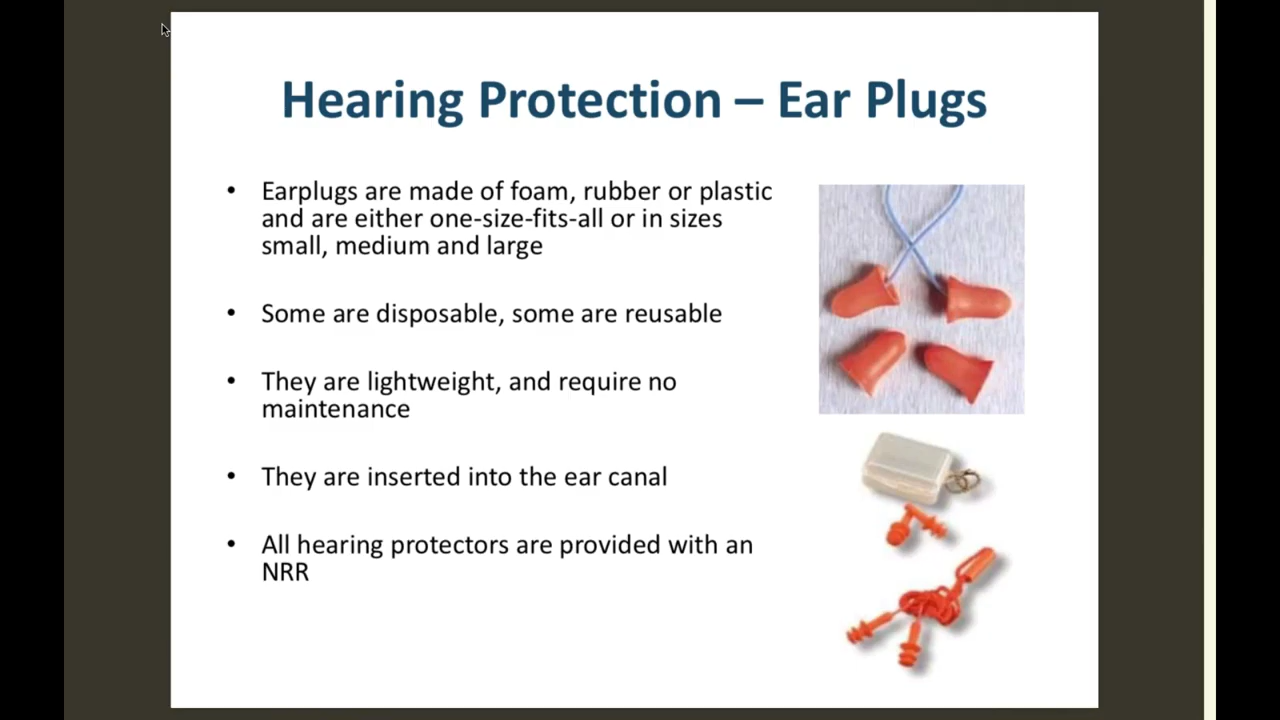 Hearing Protection – Ear Plugs
• Earplugs are made of foam, rubber or plastic
and are either one-size-fits-all or in sizes
small, medium and large
• Some are disposable, some are reusable
• They are lightweight, and require no
maintenance
• They are inserted into the ear canal
• All hearing protectors are provided with an
NRR